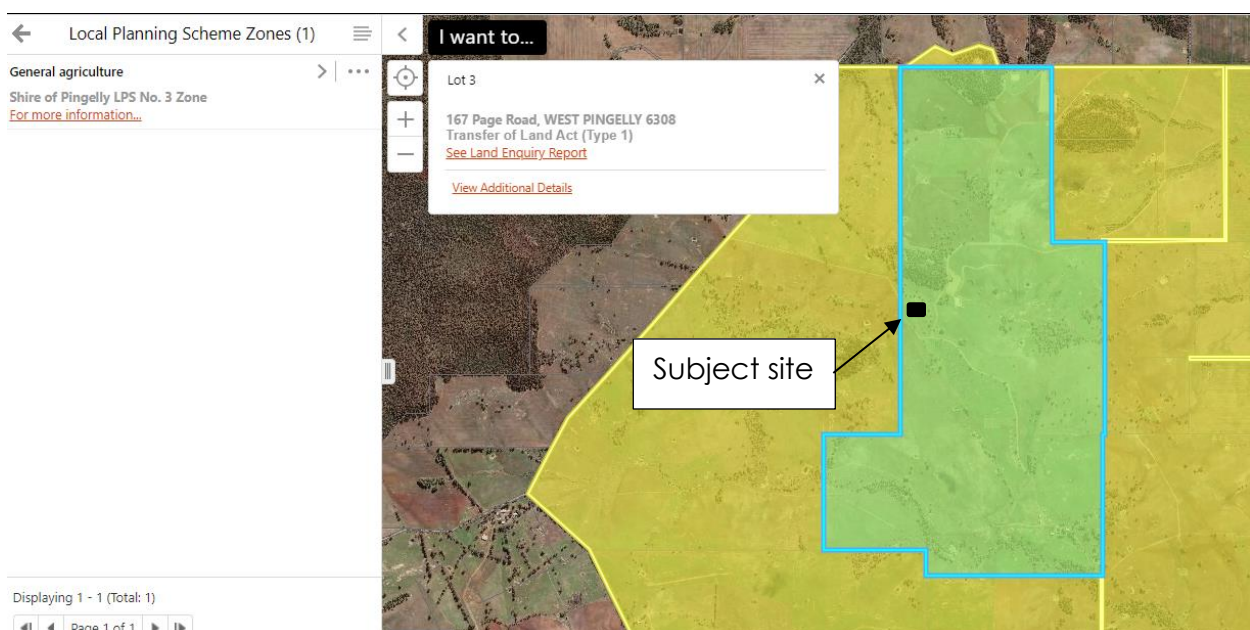 Local Planning Scheme Zones (1)
General agriculture
Shire of Pingelly LPS No. 3 Zone
For more information...
Displaying 1 - 1 (Total: 1)
Page 1 of 1
I want to...
Lot 3
167 Page Road, WEST PINGELLY 6308
Transfer of Land Act (Type 1)
See Land Enquiry Report
View Additional Details
Subject site